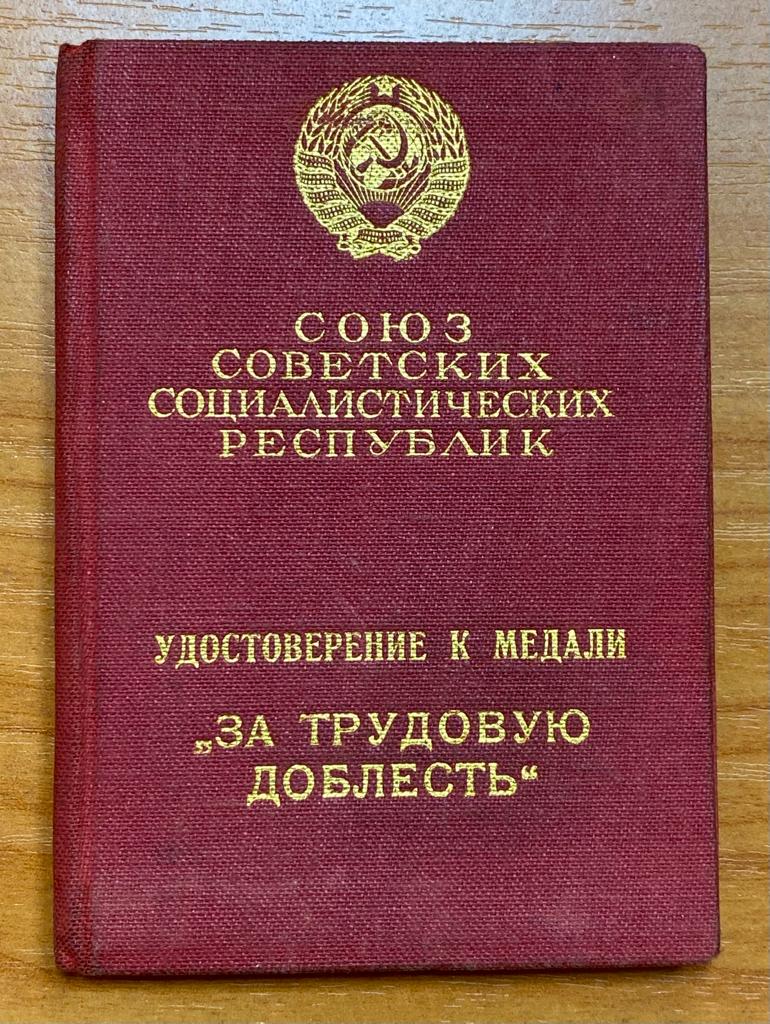 СОЮЗ
СОВЕТСКИХ
СОЦИАЛИСТИЧЕСКИХ
РЕСПУБЛИК
УДОСТОВЕРЕНИЕ К МЕДАЛИ
„ЗА ТРУДОВУЮ
ДОБЛЕСТЬ“